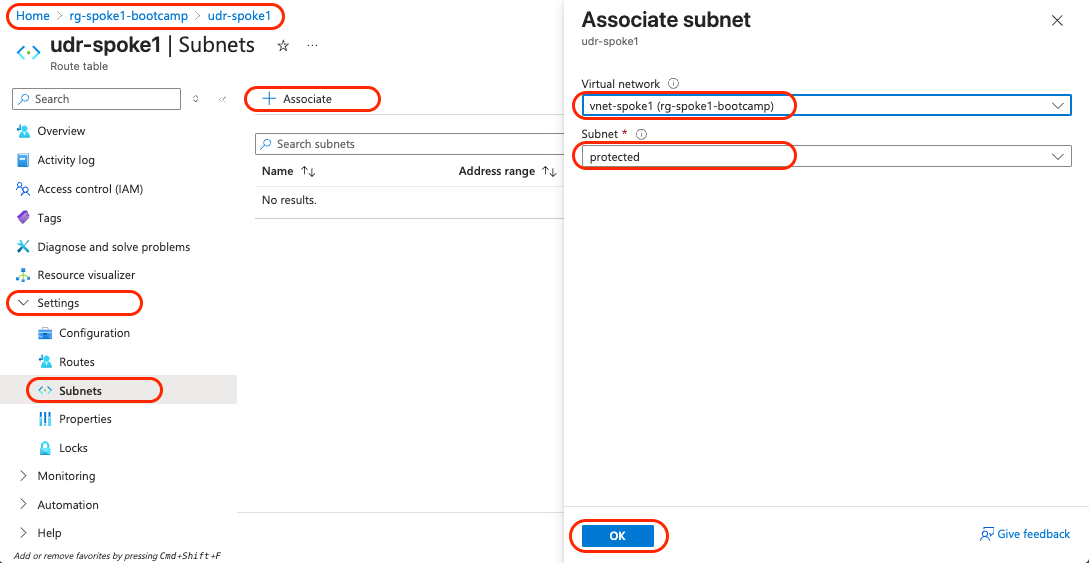 Home > rg-spoke1-bootcamp > udr-spoke1
udr-spoke1 | Subnets
Route table
Search
Overview
Activity log
Access control (IAM)
Tags
Diagnose and solve problems
Resource visualizer
Settings
Configuration
Routes
Subnets
Properties
Locks
Monitoring
Automation
Help
Add or remove favorites by pressing Cmd+Shift+F
Associate
Search subnets
Name ↑↓ Address range ↑↓
No results.
Associate subnet
udr-spoke1
Virtual network
vnet-spoke1 (rg-spoke1-bootcamp)
Subnet *
protected
OK
Give feedback